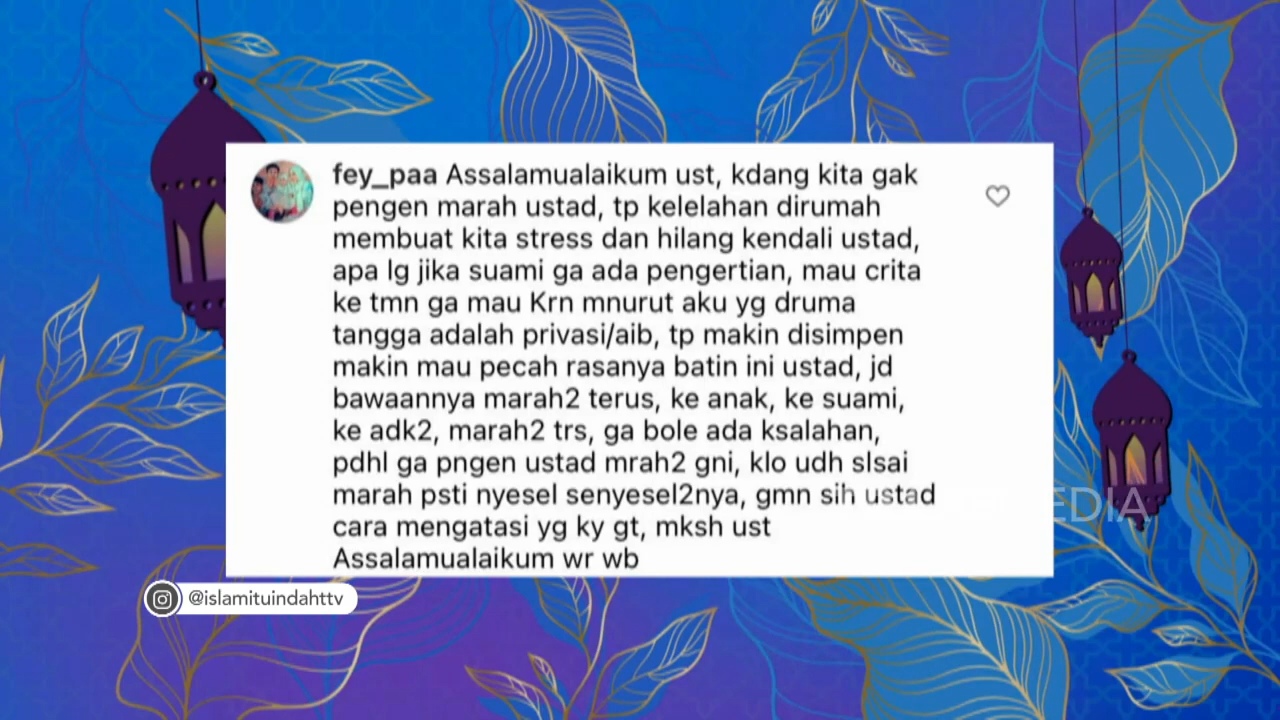 fey_paa Assalamualaikum ust, kdang kita gak
pengen marah ustad, tp kelelahan dirumah
membuat kita stress dan hilang kendali ustad,
apa lg jika suami ga ada pengertian, mau crita
ke tmn ga mau Krn mnurut aku yg druma
tangga adalah privasi/aib, tp makin disimpen
makin mau pecah rasanya batin ini ustad, jd
bawaannya marah2 terus, ke anak, ke suami,
ke adk2, marah2 trs, ga bole ada ksalahan,
pdhl ga pngen ustad mrah2 gni, klo udh slsai
marah psti nyesel senyesel2nya, gmn sih ustad
cara mengatasi yg ky gt, mksh ust
Assalamualaikum wr wb
@islamituindahttv